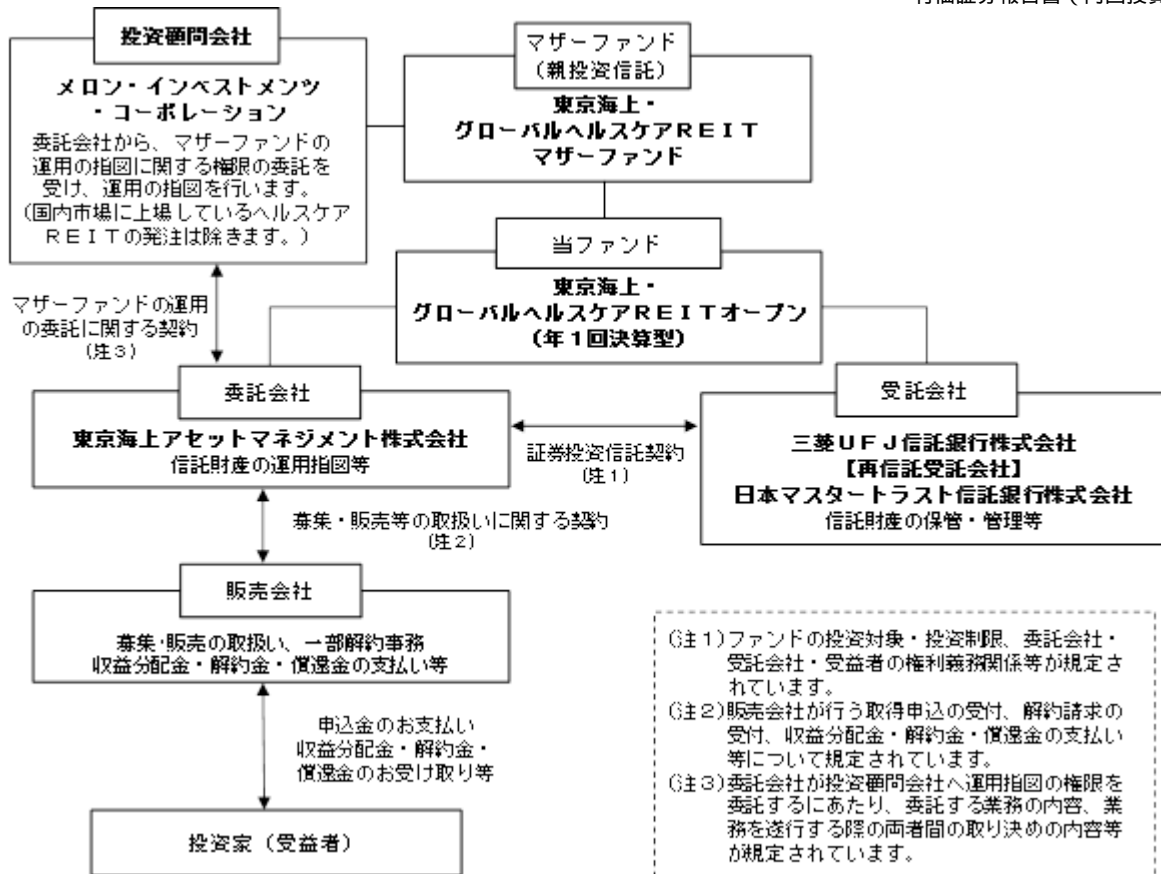 投資顧問会社
メロン・インベストメンツ
・コーポレーション
委託会社から、マザーファンドの
運用の指図に関する権限の委託を
受け、運用の指図を行います。
(国内市場に上場しているヘルスケア
REITの発注は除きます。)
マザーファンド
(親投資信託)
東京海上・
グローバルヘルスケアREIT
マザーファンド
当ファンド
東京海上・
グローバルヘルスケアREITオープン
(年1回決算型)
マザーファンドの運用
の委託に関する契約
(注3)
委託会社
東京海上アセットマネジメント株式会社
信託財産の運用指図等
証券投資信託契約
(注1)
受託会社
三菱UFJ信託銀行株式会社
【再信託受託会社】
日本マスタートラスト信託銀行株式会社
信託財産の保管・管理等
募集・販売等の取扱いに関する契約
(注2)
販売会社
募集・販売の取扱い、一部解約事務
収益分配金・解約金・償還金の支払い等
申込金のお支払い
収益分配金・解約金・
償還金のお受け取り等
投資家(受益者)
(注1)ファンドの投資対象・投資制限、委託会社・
受託会社・受益者の権利義務関係等が規定さ
れています。
(注2)販売会社が行う取得申込の受付、解約請求の
受付、収益分配金・解約金・償還金の支払い
等について規定されています。
(注3)委託会社が投資顧問会社へ運用指図の権限を
委託するにあたり、委託する業務の内容、業
務を遂行する際の両者間の取り決めの内容等
が規定されています。